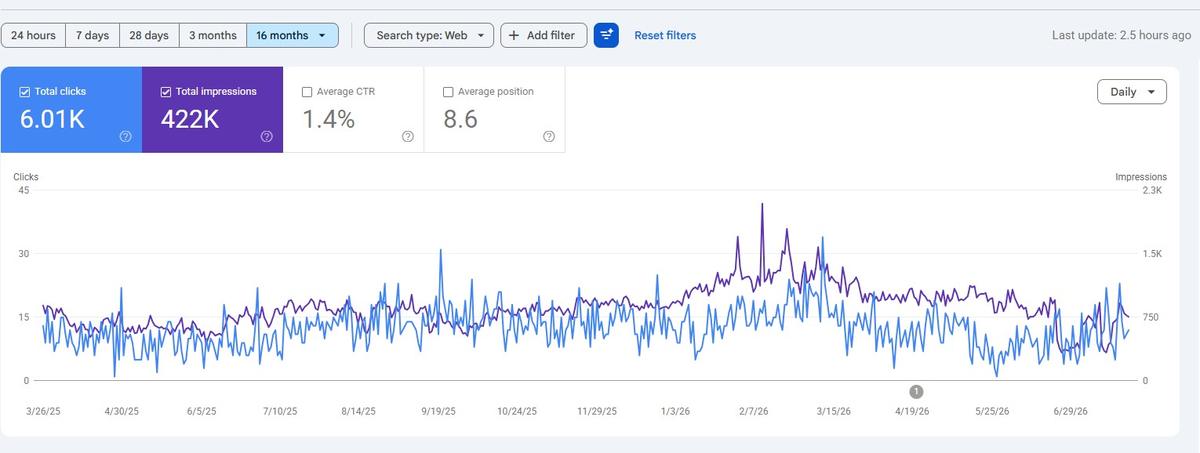 24 hours 7 days 28 days 3 months 16 months Search type: Web + Add filter Reset filters Last update: 2.5 hours ago
Total clicks Total impressions Average CTR Average position Daily
6.01K 422K 1.4% 8.6
Clicks Impressions
45 2.3K
30 1.5K
15 750
0 0
1
3/26/25 4/30/25 6/5/25 7/10/25 8/14/25 9/19/25 10/24/25 11/29/25 1/3/26 2/7/26 3/15/26 4/19/26 5/25/26 6/29/26